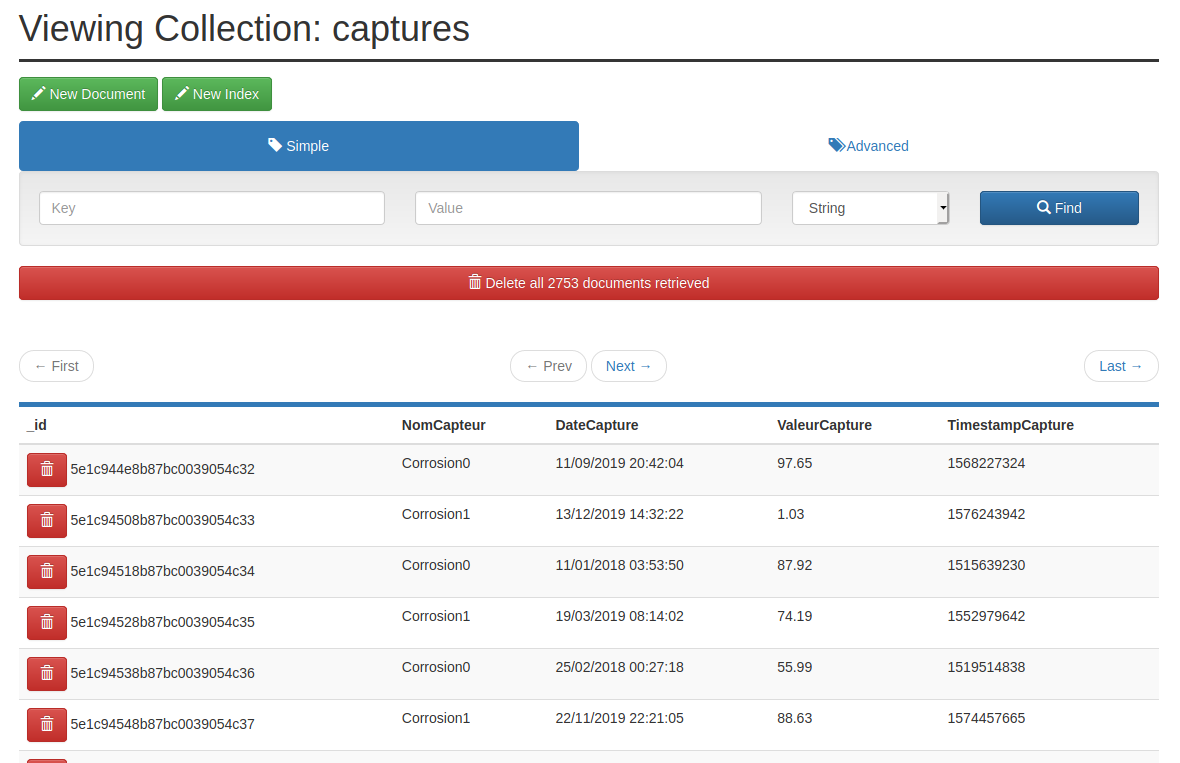 Viewing Collection: captures
New Document New Index
Simple Advanced
Key Value String Find
Delete all 2753 documents retrieved
← First ← Prev Next → Last →
_id NomCapteur DateCapture ValeurCapture TimestampCapture
5e1c944e8b87bc0039054c32 Corrosion0 11/09/2019 20:42:04 97.65 1568227324
5e1c94508b87bc0039054c33 Corrosion1 13/12/2019 14:32:22 1.03 1576243942
5e1c94518b87bc0039054c34 Corrosion0 11/01/2018 03:53:50 87.92 1515639230
5e1c94528b87bc0039054c35 Corrosion1 19/03/2019 08:14:02 74.19 1552979642
5e1c94538b87bc0039054c36 Corrosion0 25/02/2018 00:27:18 55.99 1519514838
5e1c94548b87bc0039054c37 Corrosion1 22/11/2019 22:21:05 88.63 1574457665